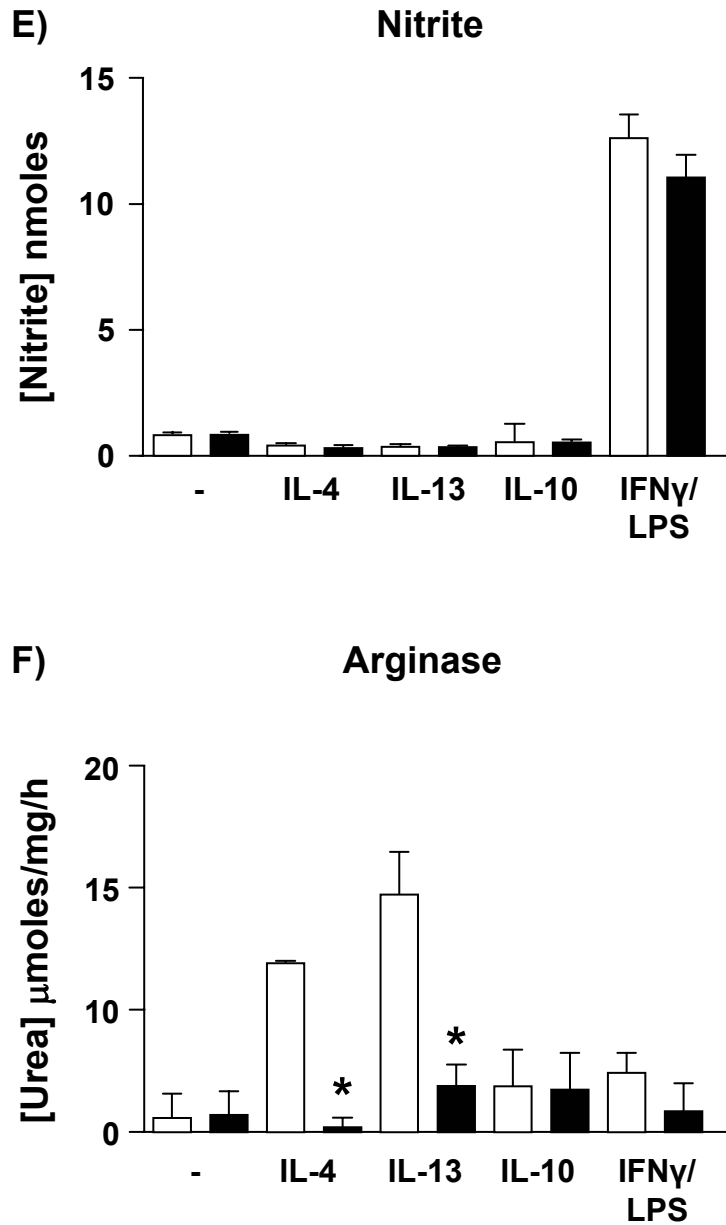 E) Nitrite
[Nitrite] nmoles
15
10
5
0
- IL-4 IL-13 IL-10 IFNγ/
LPS
F) Arginase
[Urea] μmoles/mg/h
20
15
10
0
* *
- IL-4 IL-13 IL-10 IFNγ/
LPS